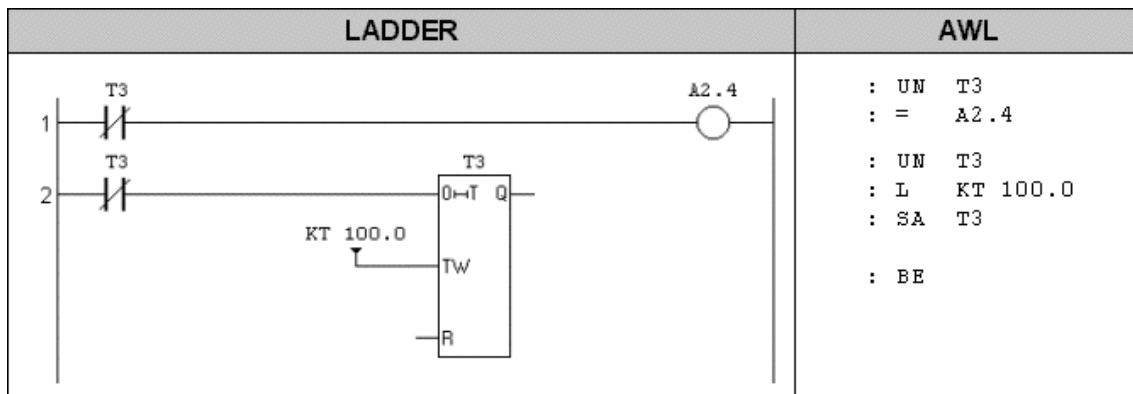 LADDER
AWL
T3
A2.4
1
T3
T3
2
0 T Q
KT 100.0
TW
R
: UN T3
: = A2.4
: UN T3
: L KT 100.0
: SA T3
: BE